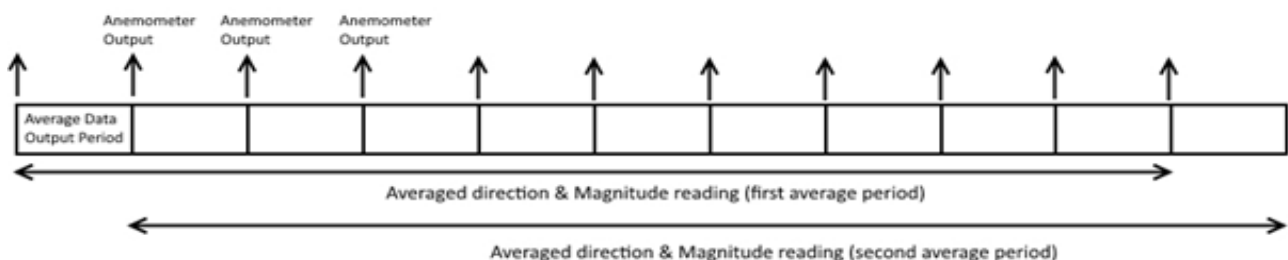 Anemometer
Output
Anemometer
Output
Anemometer
Output
Average Data
Output Period
Averaged direction & Magnitude reading (first average period)
Averaged direction & Magnitude reading (second average period)